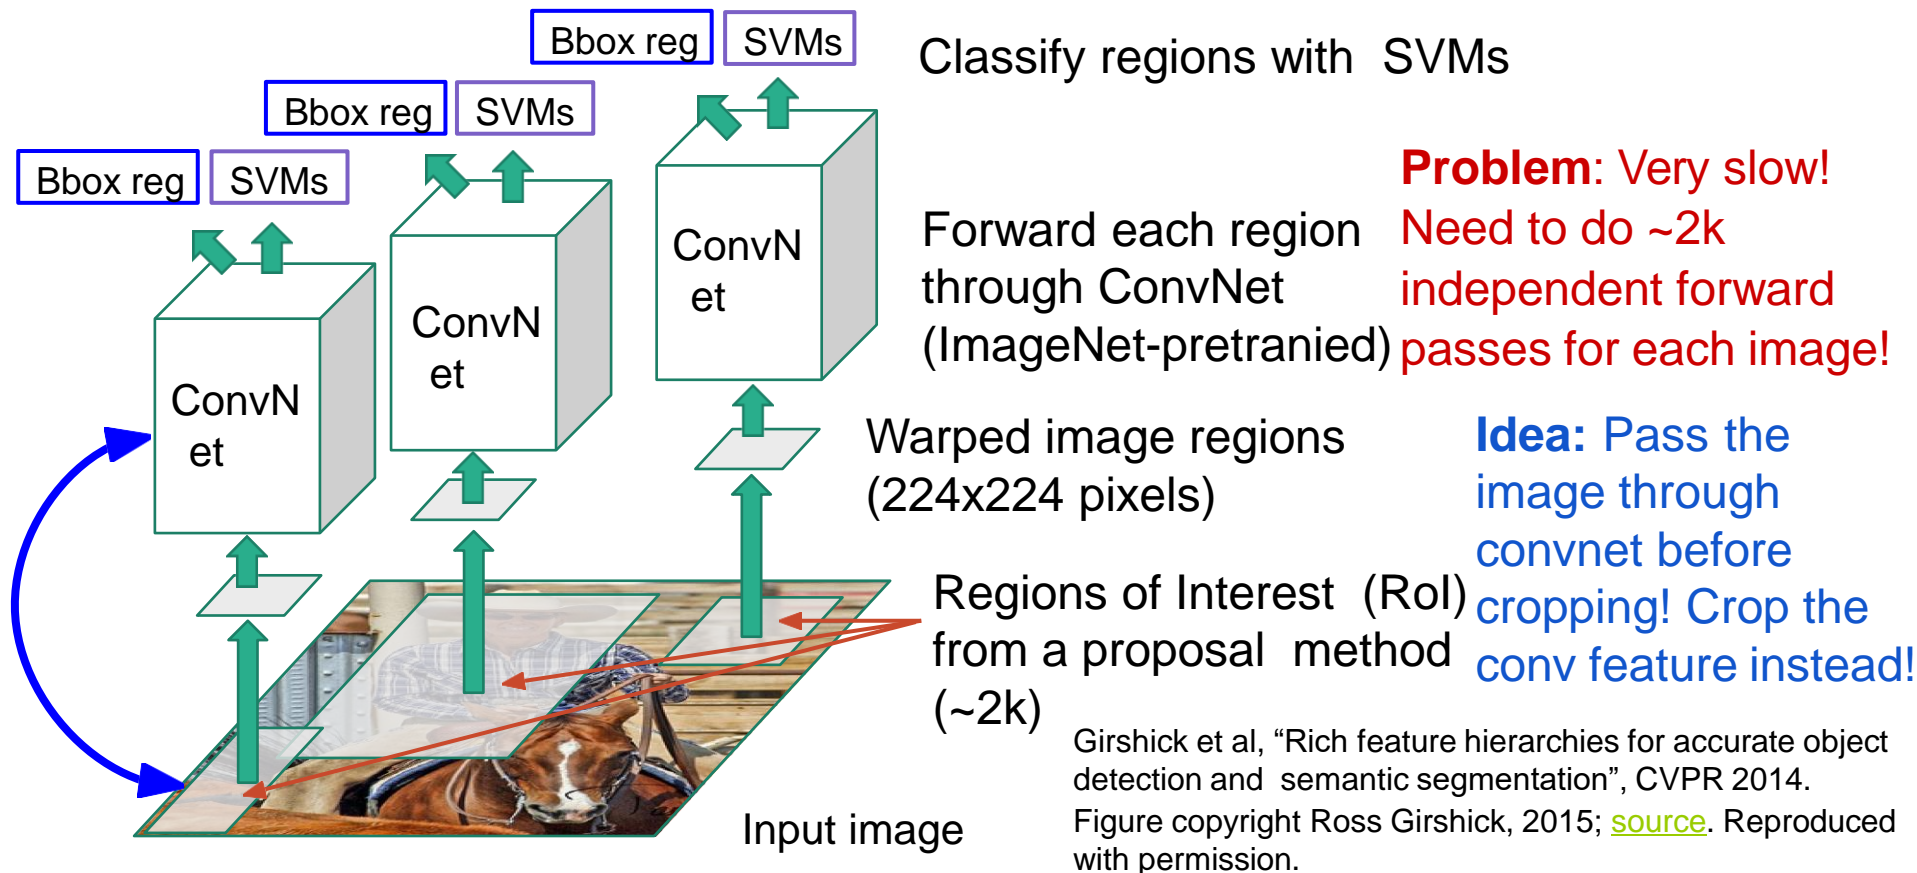 Bbox reg
SVMs
Classify regions with SVMs
Bbox reg
SVMs
Bbox reg
SVMs
Problem: Very slow!
Need to do ~2k
independent forward
passes for each image!
Forward each region
through ConvNet
(ImageNet-pretranied)
ConvN
et
ConvN
et
ConvN
et
Warped image regions
(224x224 pixels)
Idea: Pass the
image through
convnet before
cropping! Crop the
conv feature instead!
Regions of Interest (RoI)
from a proposal method
(~2k)
Input image
Girshick et al, “Rich feature hierarchies for accurate object
detection and semantic segmentation”, CVPR 2014.
Figure copyright Ross Girshick, 2015; source. Reproduced
with permission.